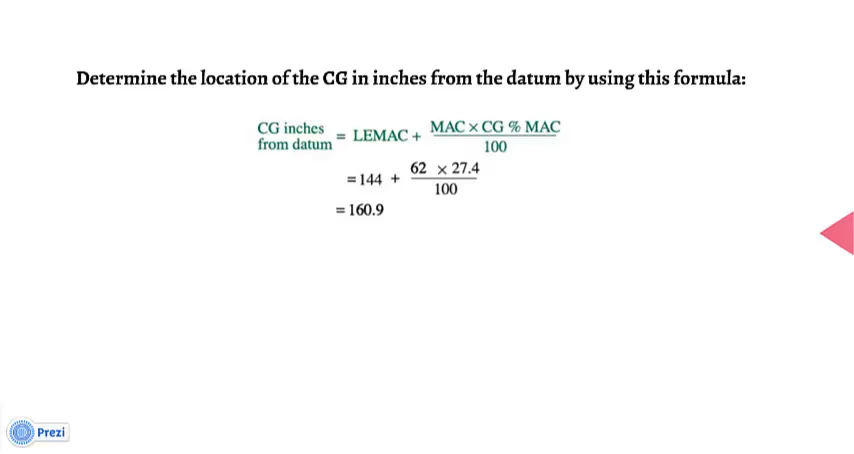 Determine the location of the CG in inches from the datum by using this formula:
CG inches from datum = LEMAC + MAC × CG % MAC / 100
= 144 + 62 × 27.4 / 100
= 160.9
Prezi